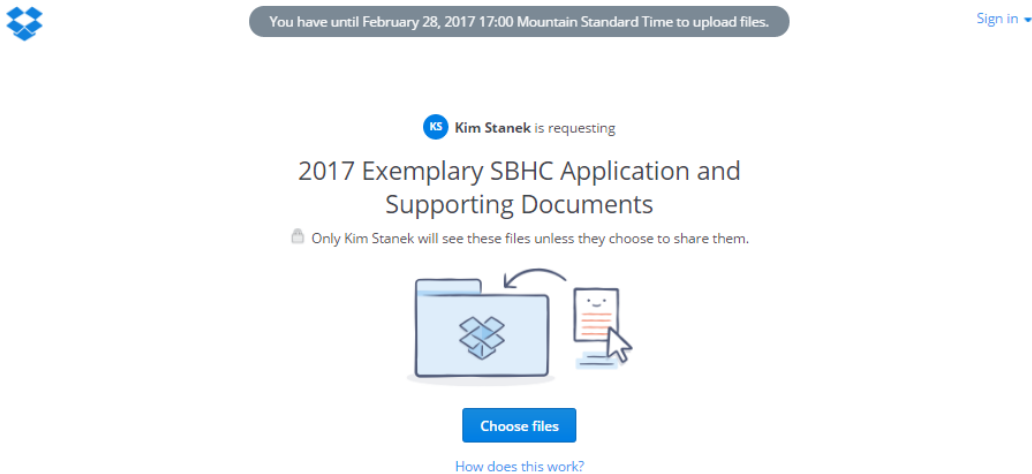 You have until February 28, 2017 17:00 Mountain Standard Time to upload files.
Sign in
KS Kim Stanek is requesting
2017 Exemplary SBHC Application and
Supporting Documents
Only Kim Stanek will see these files unless they choose to share them.
Choose files
How does this work?